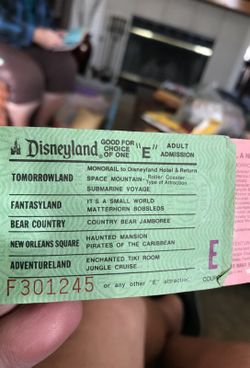 Disneyland GOOD FOR CHOICE OF ONE "E" ADULT ADMISSION
TOMORROWLAND
MONORAIL to Disneyland Hotel & Return
SPACE MOUNTAIN - Roller Coaster Type of Attraction
SUBMARINE VOYAGE
FANTASYLAND
IT'S A SMALL WORLD
MATTERHORN BOBSLEDS
BEAR COUNTRY
COUNTRY BEAR JAMBOREE
NEW ORLEANS SQUARE
HAUNTED MANSION
PIRATES OF THE CARIBBEAN
ADVENTURELAND
ENCHANTED TIKI ROOM
JUNGLE CRUISE
E
F301245
or any other "E" attraction